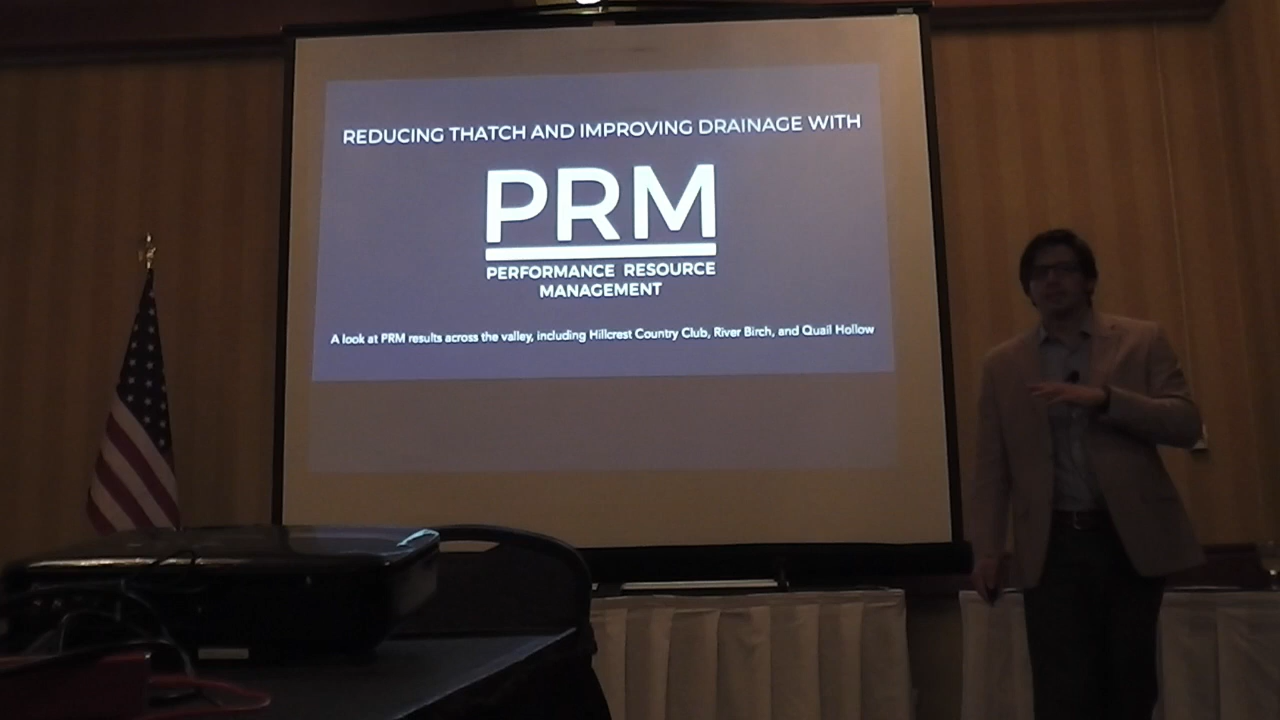 REDUCING THATCH AND IMPROVING DRAINAGE WITH
PRM
PERFORMANCE RESOURCE
MANAGEMENT
A look at PRM results across the valley, including Hillcrest Country Club, River Birch, and Quail Hollow